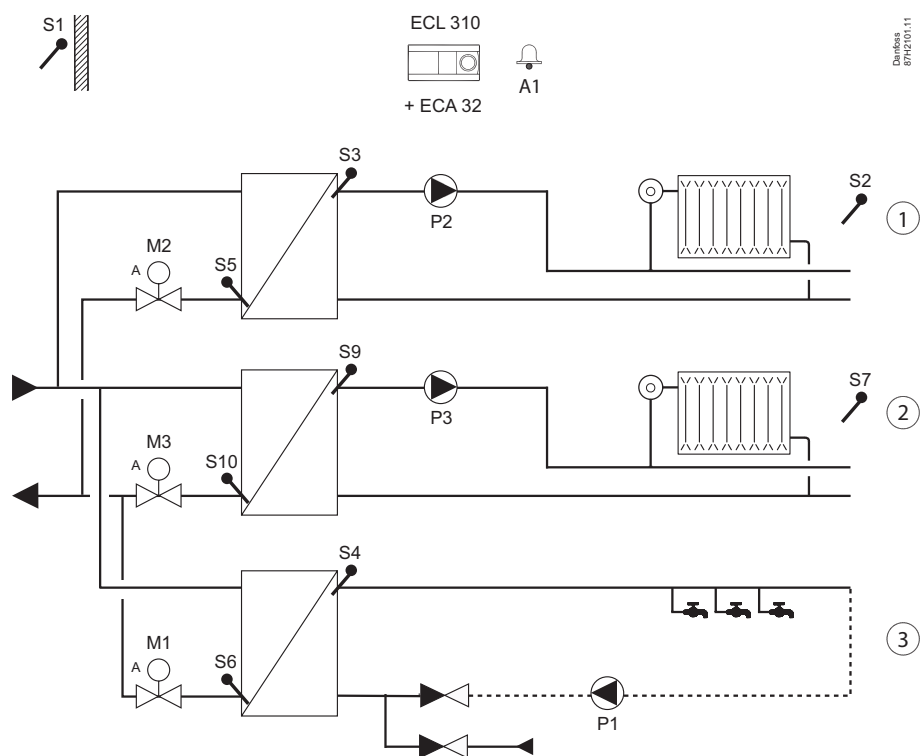 S1
ECL 310
+ ECA 32
A1
Danfoss
87H2101.11
S3
P2
S2
1
M2
A
S5
S9
P3
S7
2
M3
A
S10
S4
3
M1
A
S6
P1